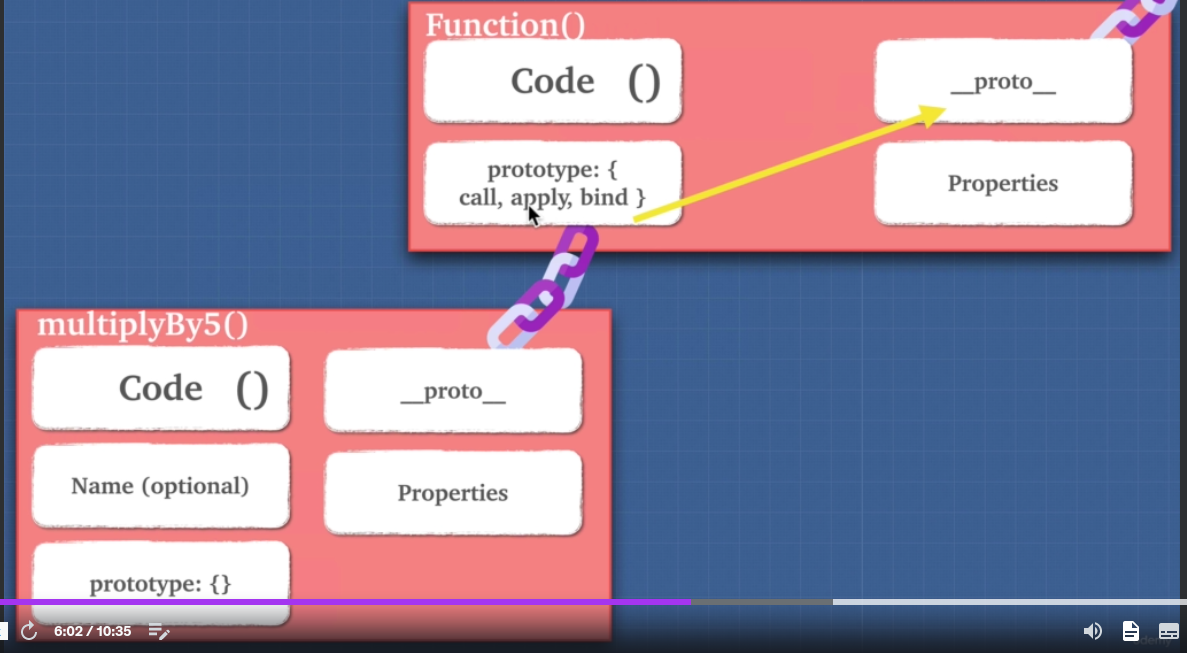 Function()
Code ()
__proto__
prototype: {
call, apply, bind }
Properties
multiplyBy5()
Code ()
__proto__
Name (optional)
Properties
prototype: {}
6:02 / 10:35